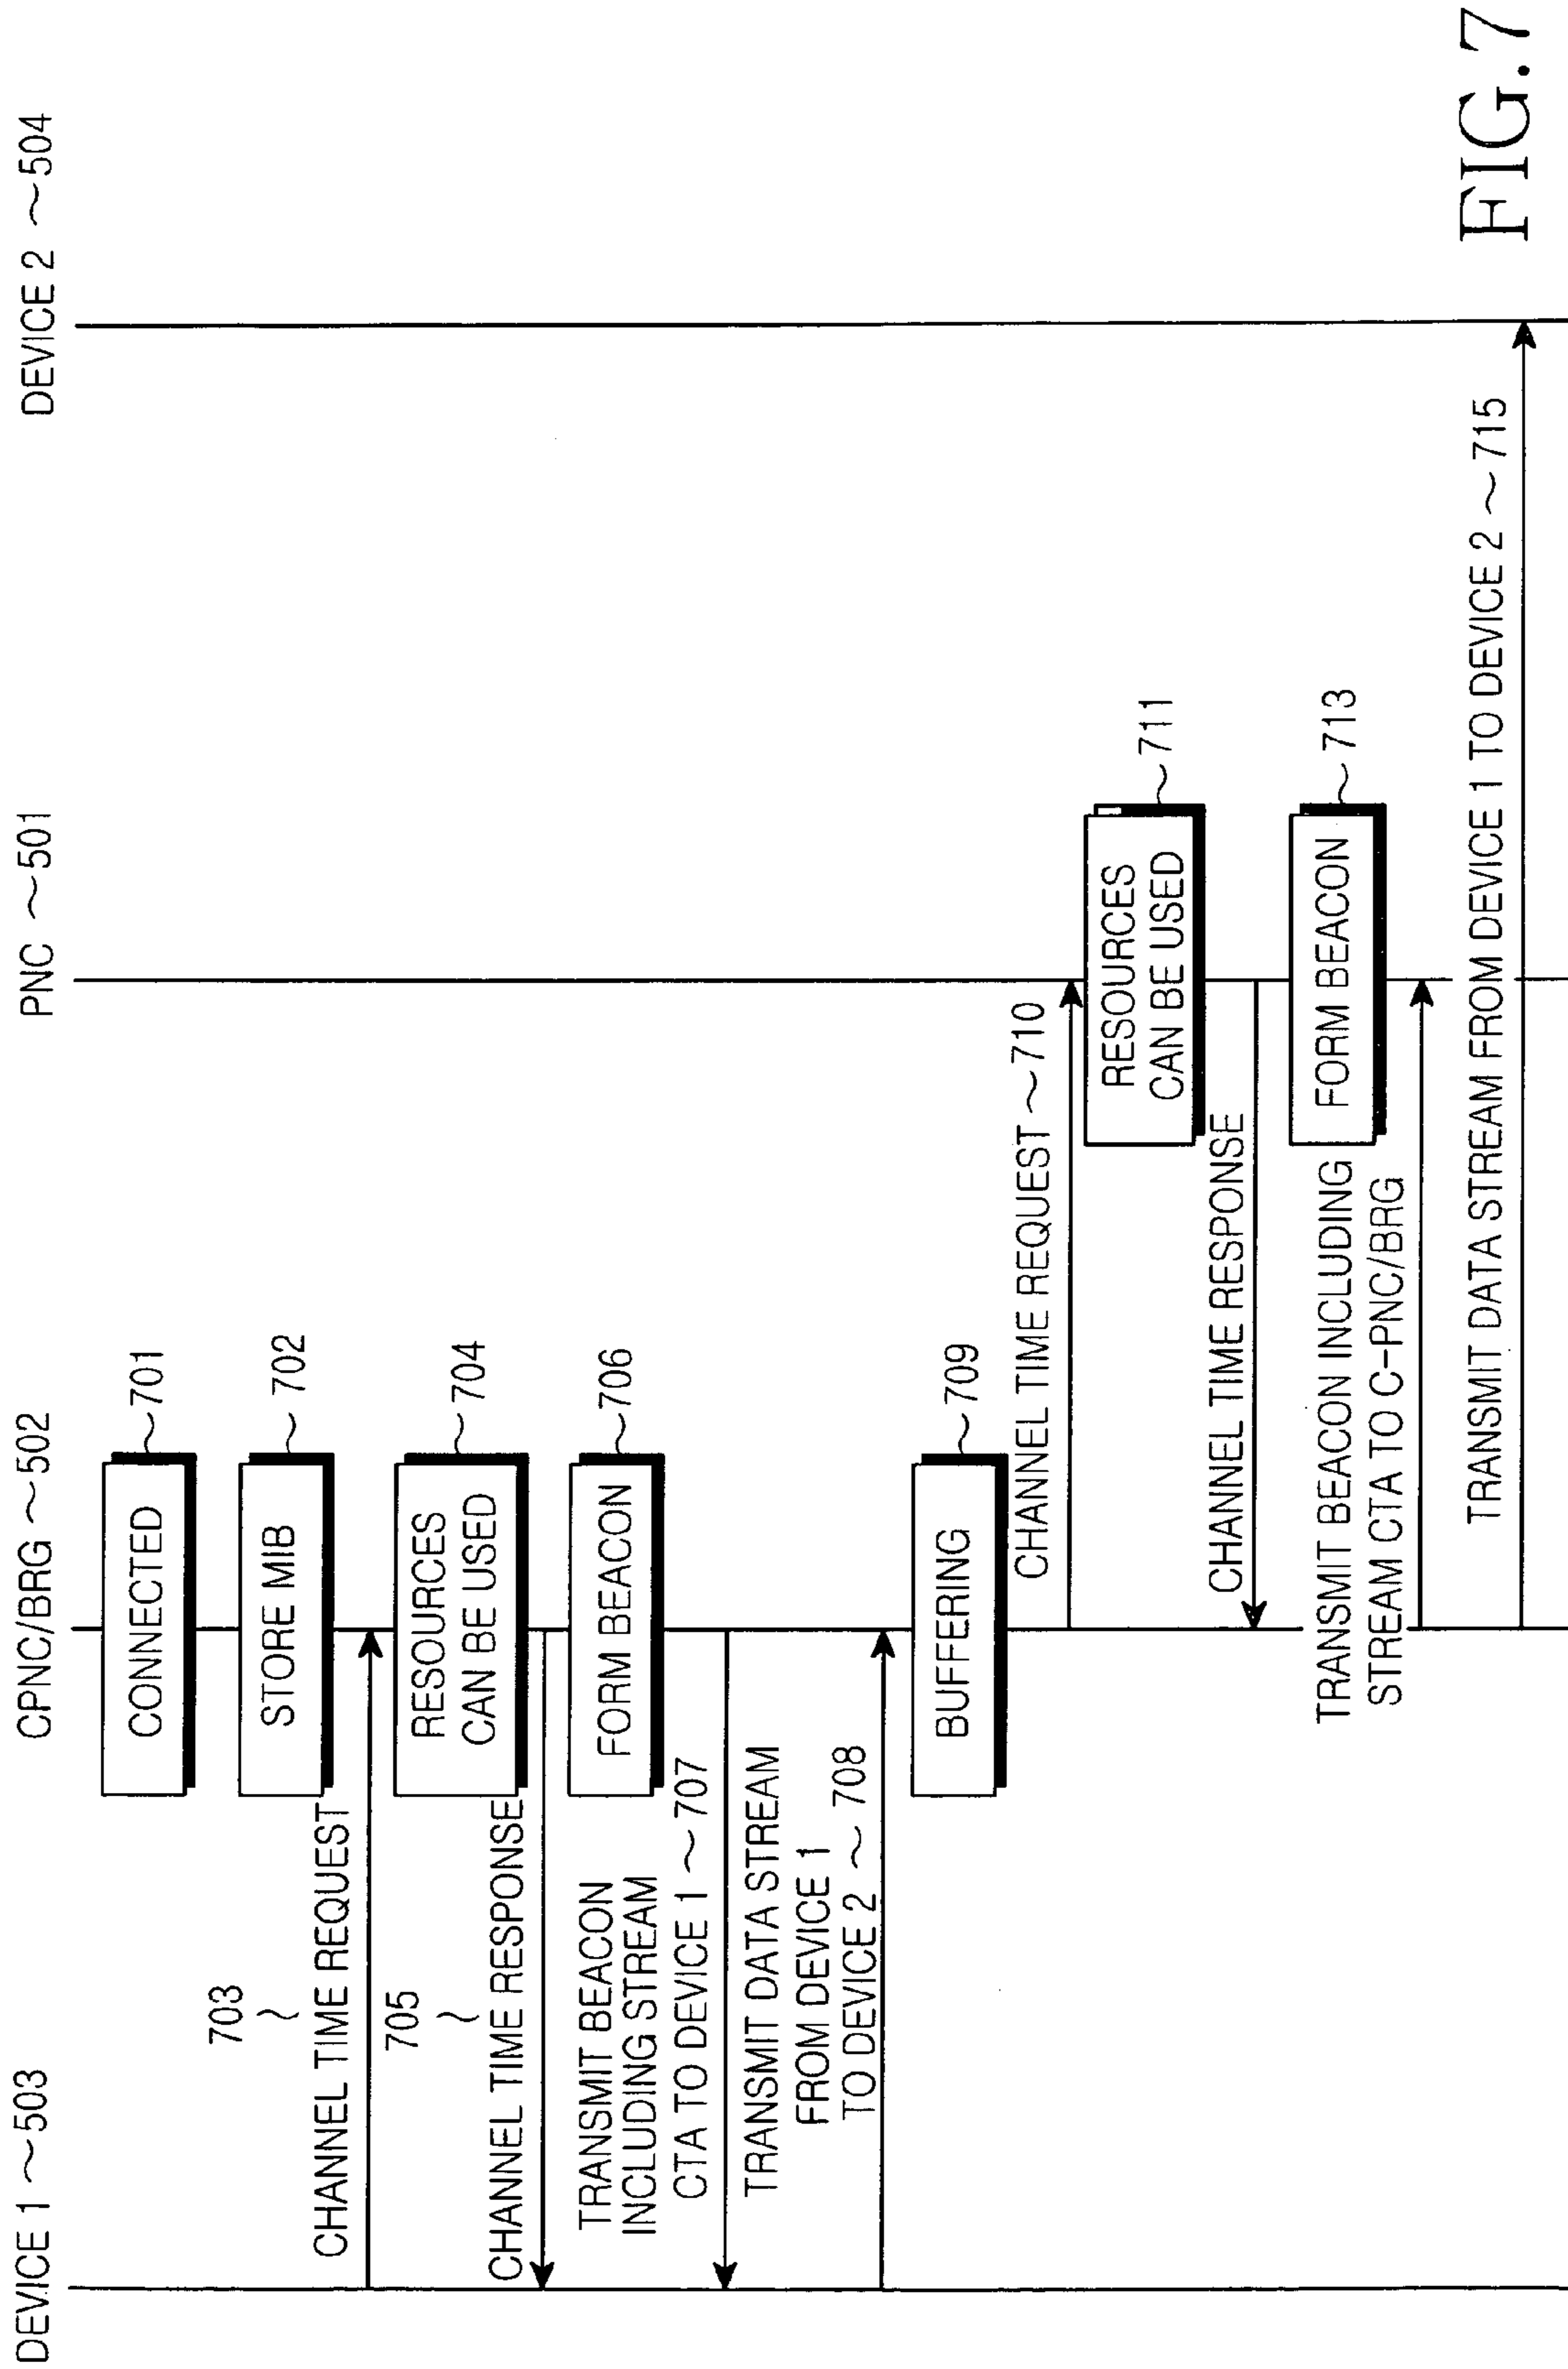 DEVICE 1 ~503
CPNC/BRG ~502
PNC ~501
DEVICE 2 ~504
CONNECTED
~701
STORE MIB
~702
703
CHANNEL TIME REQUEST
RESOURCES
CAN BE USED
~704
705
CHANNEL TIME RESPONSE
FORM BEACON
~706
TRANSMIT BEACON
INCLUDING STREAM
CTA TO DEVICE 1 ~707
TRANSMIT DATA STREAM
FROM DEVICE 1
TO DEVICE 2 ~708
BUFFERING
~709
CHANNEL TIME REQUEST ~710
RESOURCES
CAN BE USED
~711
CHANNEL TIME RESPONSE
FORM BEACON
~713
TRANSMIT BEACON INCLUDING
STREAM CTA TO C-PNC/BRG
TRANSMIT DATA STREAM FROM DEVICE 1 TO DEVICE 2 ~715
FIG.7